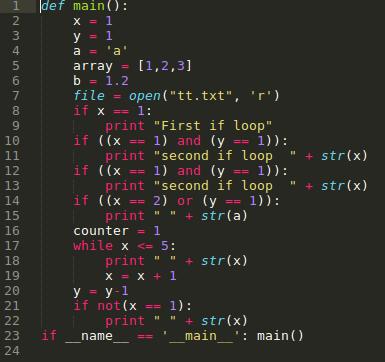 1 def main():
2 x = 1
3 y = 1
4 a = 'a'
5 array = [1,2,3]
6 b = 1.2
7 file = open("tt.txt", 'r')
8 if x == 1:
9 print "First if loop"
10 if ((x == 1) and (y == 1)):
11 print "second if loop  " + str(x)
12 if ((x == 1) and (y == 1)):
13 print "second if loop  " + str(x)
14 if ((x == 2) or (y == 1)):
15 print " " + str(a)
16 counter = 1
17 while x <= 5:
18 print " " + str(x)
19 x = x + 1
20 y = y-1
21 if not(x == 1):
22 print " " + str(x)
23 if __name__ == '__main__': main()
24